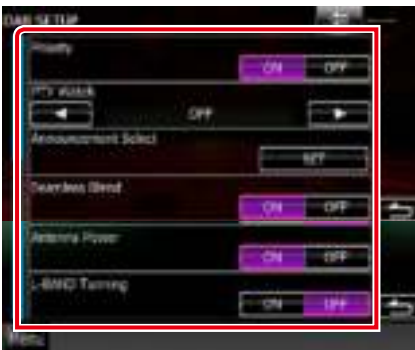 DAB SETUP
Priority
ON OFF
PTY Watch
OFF
Announcement Select
SET
Seamless Blend
ON OFF
Antenna Power
ON OFF
L-BAND Tunning
ON OFF
Menu